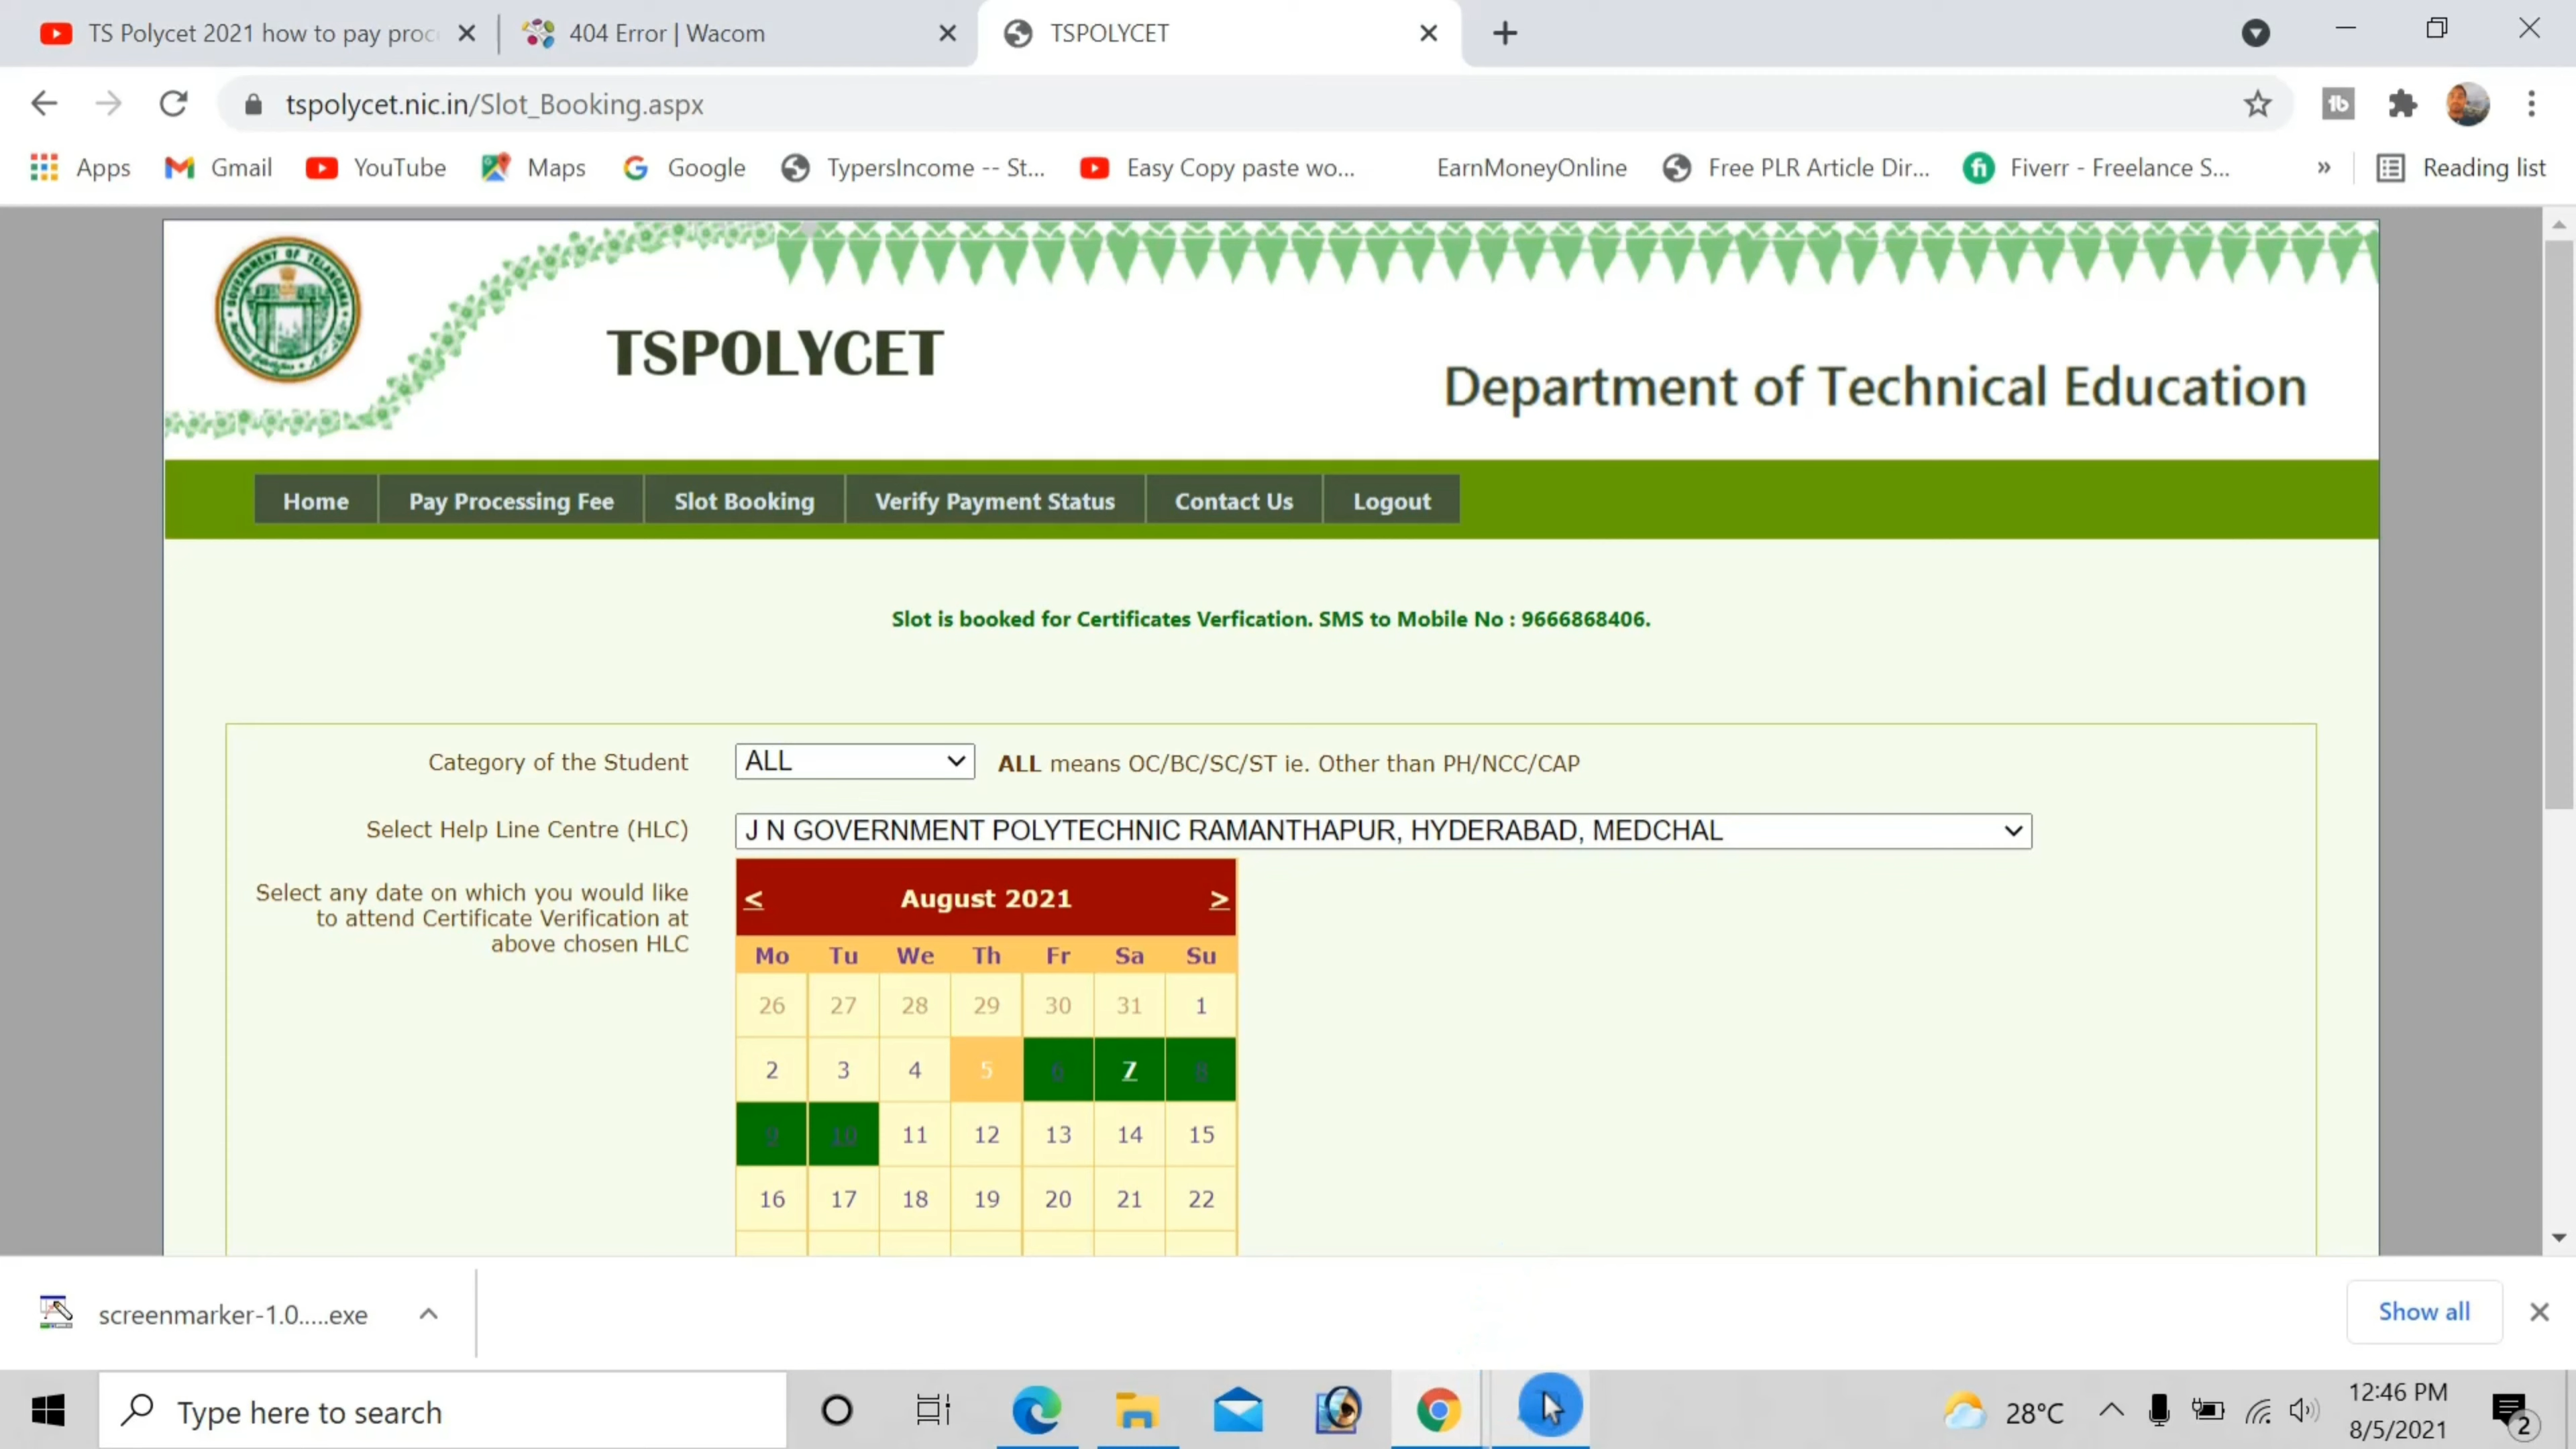 TS Polycet 2021 how to pay proc
404 Error | Wacom
TSPOLYCET
tspolycet.nic.in/Slot_Booking.aspx
Apps
Gmail
YouTube
Maps
Google
TypersIncome -- St...
Easy Copy paste wo...
EarnMoneyOnline
Free PLR Article Dir...
Fiverr - Freelance S...
»
Reading list
TSPOLYCET
Department of Technical Education
Home
Pay Processing Fee
Slot Booking
Verify Payment Status
Contact Us
Logout
Slot is booked for Certificates Verfication. SMS to Mobile No : 9666868406.
Category of the Student
ALL
ALL means OC/BC/SC/ST ie. Other than PH/NCC/CAP
Select Help Line Centre (HLC)
J N GOVERNMENT POLYTECHNIC RAMANTHAPUR, HYDERABAD, MEDCHAL
Select any date on which you would like
to attend Certificate Verification at
above chosen HLC
< August 2021 >
Mo Tu We Th Fr Sa Su
26 27 28 29 30 31 1
2 3 4 5 6 7 8
9 10 11 12 13 14 15
16 17 18 19 20 21 22
screenmarker-1.0.....exe
Show all
Type here to search
28°C
12:46 PM
8/5/2021
2